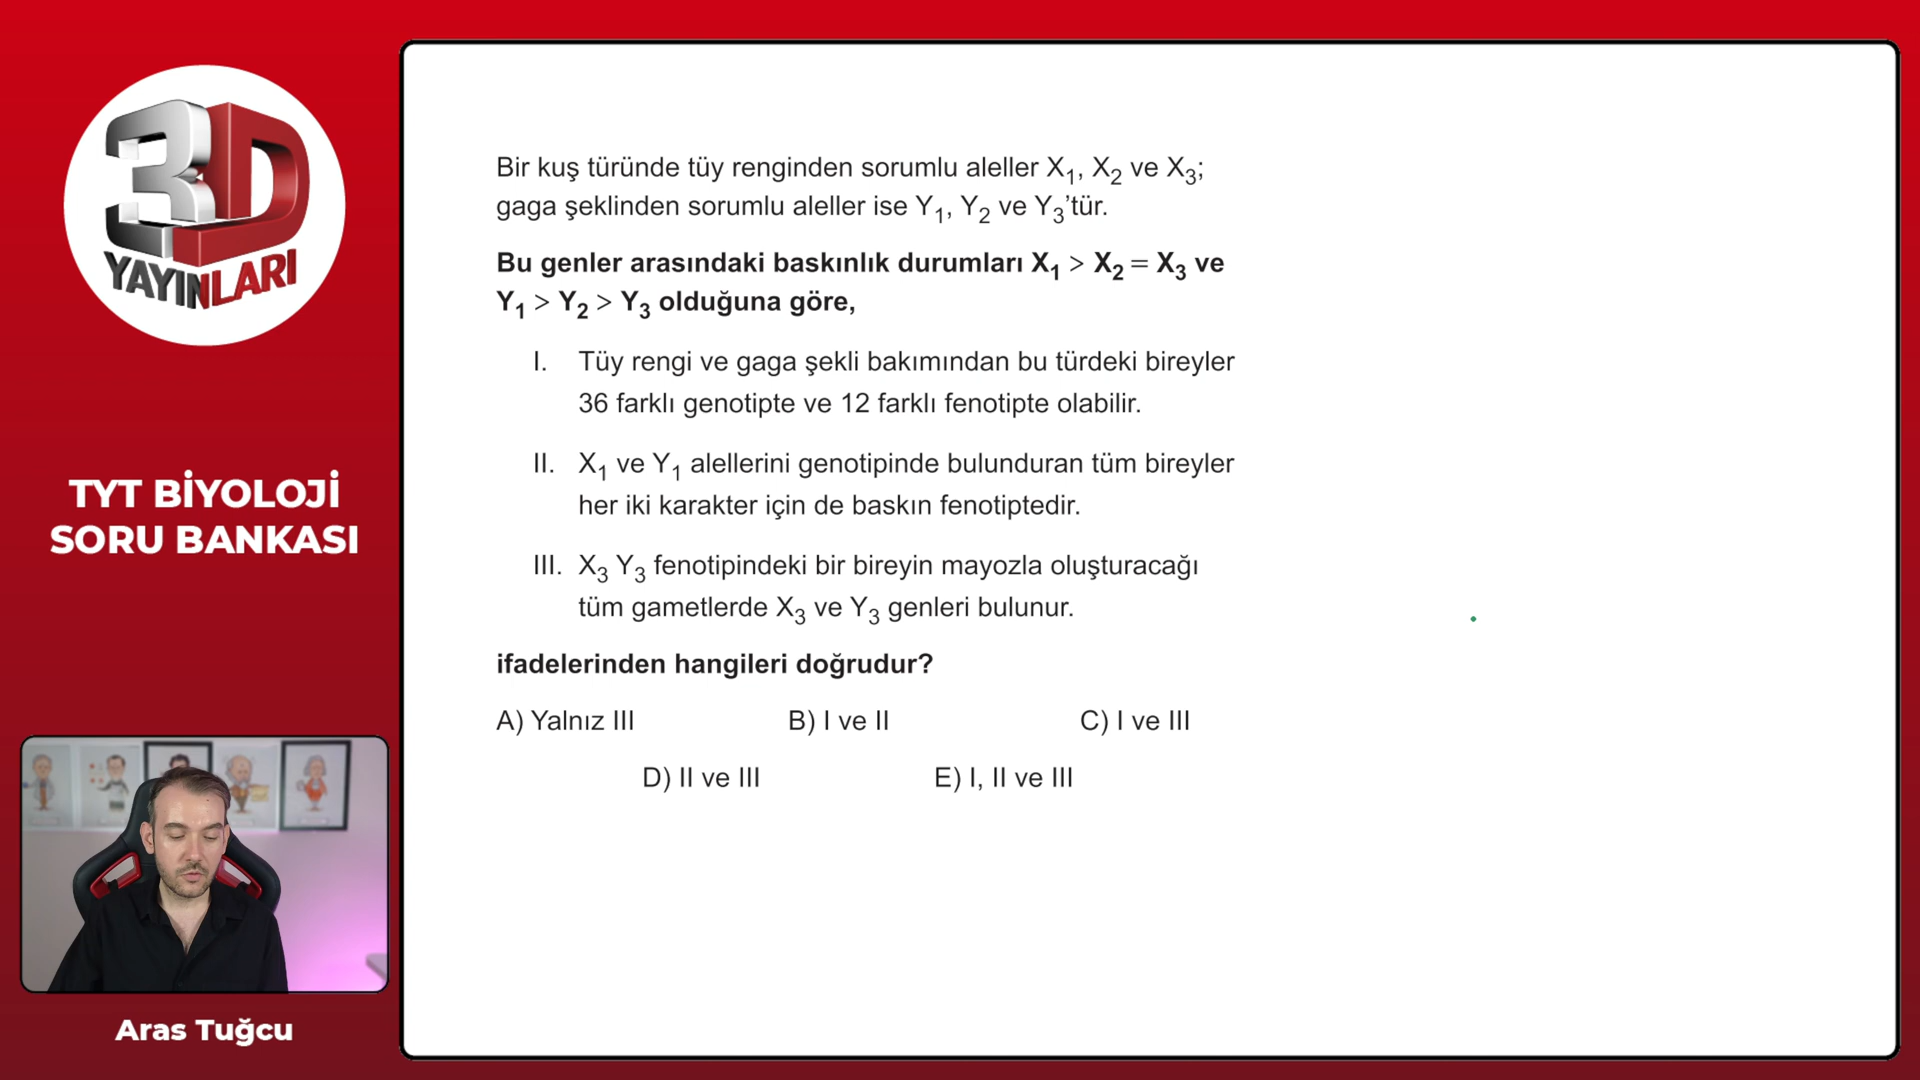 3D
YAYINLARI
TYT BİYOLOJİ
SORU BANKASI
Aras Tuğcu
Bir kuş türünde tüy renginden sorumlu aleller X₁, X₂ ve X₃;
gaga şeklinden sorumlu aleller ise Y₁, Y₂ ve Y₃’tür.
Bu genler arasındaki baskınlık durumları X₁ > X₂ = X₃ ve
Y₁ > Y₂ > Y₃ olduğuna göre,
I. Tüy rengi ve gaga şekli bakımından bu türdeki bireyler
36 farklı genotipte ve 12 farklı fenotipte olabilir.
II. X₁ ve Y₁ alellerini genotipinde bulunduran tüm bireyler
her iki karakter için de baskın fenotiptedir.
III. X₃ Y₃ fenotipindeki bir bireyin mayozla oluşturacağı
tüm gametlerde X₃ ve Y₃ genleri bulunur.
ifadelerinden hangileri doğrudur?
A) Yalnız III B) I ve II C) I ve III
D) II ve III E) I, II ve III